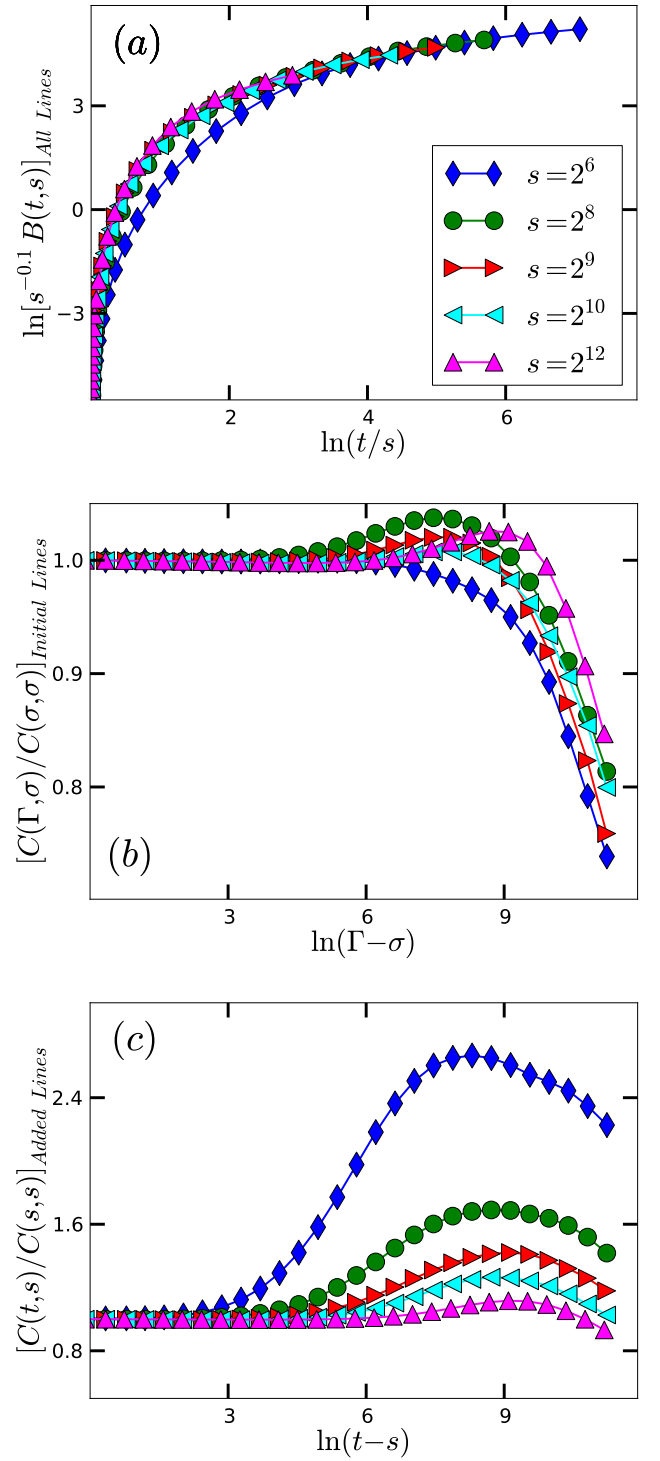 (a)
ln[s^{−0.1} B(t,s)]_{All Lines}
3
0
−3
s=2^6
s=2^8
s=2^9
s=2^{10}
s=2^{12}
2 4 6
ln(t/s)
[C(Γ,σ)/C(σ,σ)]_{Initial Lines}
1.0
0.9
0.8
(b)
3 6 9
ln(Γ−σ)
(c)
[C(t,s)/C(s,s)]_{Added Lines}
2.4
1.6
0.8
3 6 9
ln(t−s)